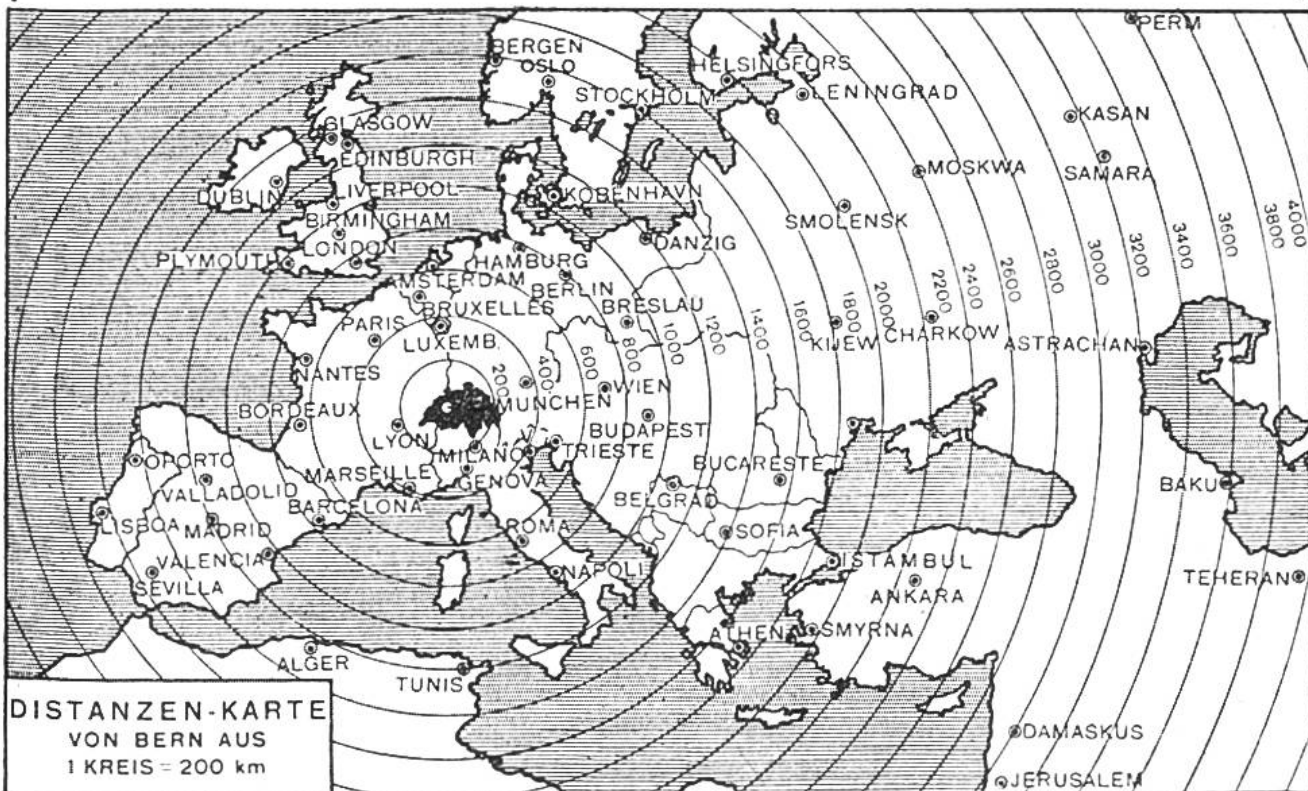 PERM
BERGEN
OSLO
HELSINGFORS
STOCKHOLM
LENINGRAD
KASAN
GLASGOW
EDINBURGH
MOSKWA
SAMARA
DUBLIN
LIVERPOOL
KOBENHAVN
BIRMINGHAM
SMOLENSK
LONDON
DANZIG
PLYMOUTH
HAMBURG
AMSTERDAM
BERLIN
BRUXELLES
BRESLAU
PARIS
LUXEMB.
KIJEW
CHARKOW
ASTRACHAN
NANTES
200
400
600
800
1000
1200
1400
1600
1800
2000
2200
2400
2600
2800
3000
3200
3400
3600
3800
4000
WIEN
MÜNCHEN
BORDEAUX
LYON
BUDAPEST
MILANO
TRIESTE
OPORTO
MARSEILLE
GENOVA
BUCARESTE
VALLADOLID
BELGRAD
BAKU
LISBOA
MADRID
BARCELONA
ROMA
SOFIA
VALENCIA
NAPOLI
ISTAMBUL
SEVILLA
ANKARA
TEHERAN
ATHEN
SMYRNA
ALGER
TUNIS
DISTANZEN-KARTE
VON BERN AUS
1 KREIS = 200 km
DAMASKUS
JERUSALEM